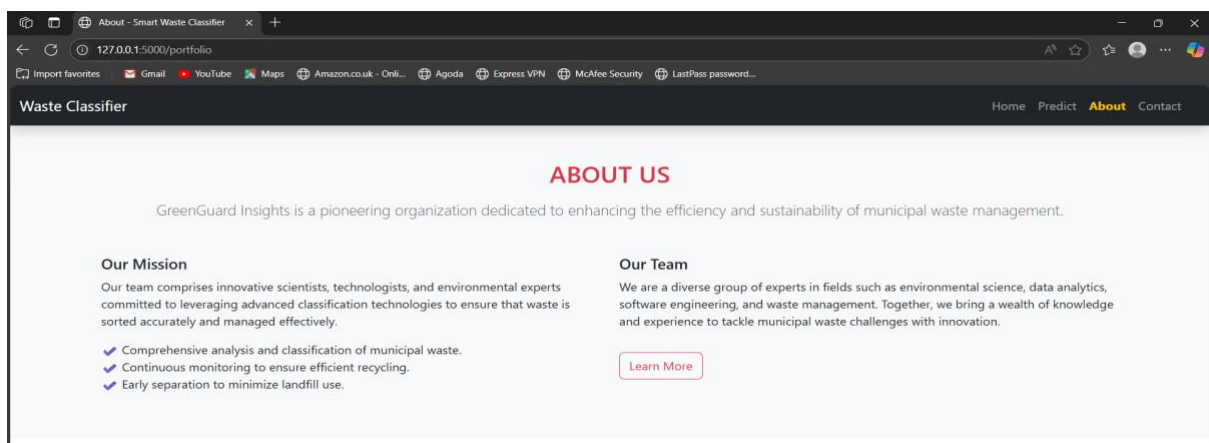 About - Smart Waste Classifier
127.0.0.1:5000/portfolio
Import favorites Gmail YouTube Maps Amazon.co.uk - Onli... Agoda Express VPN McAfee Security LastPass password...
Waste Classifier Home Predict About Contact
ABOUT US
GreenGuard Insights is a pioneering organization dedicated to enhancing the efficiency and sustainability of municipal waste management.
Our Mission
Our team comprises innovative scientists, technologists, and environmental experts
committed to leveraging advanced classification technologies to ensure that waste is
sorted accurately and managed effectively.
Comprehensive analysis and classification of municipal waste.
Continuous monitoring to ensure efficient recycling.
Early separation to minimize landfill use.
Our Team
We are a diverse group of experts in fields such as environmental science, data analytics,
software engineering, and waste management. Together, we bring a wealth of knowledge
and experience to tackle municipal waste challenges with innovation.
Learn More